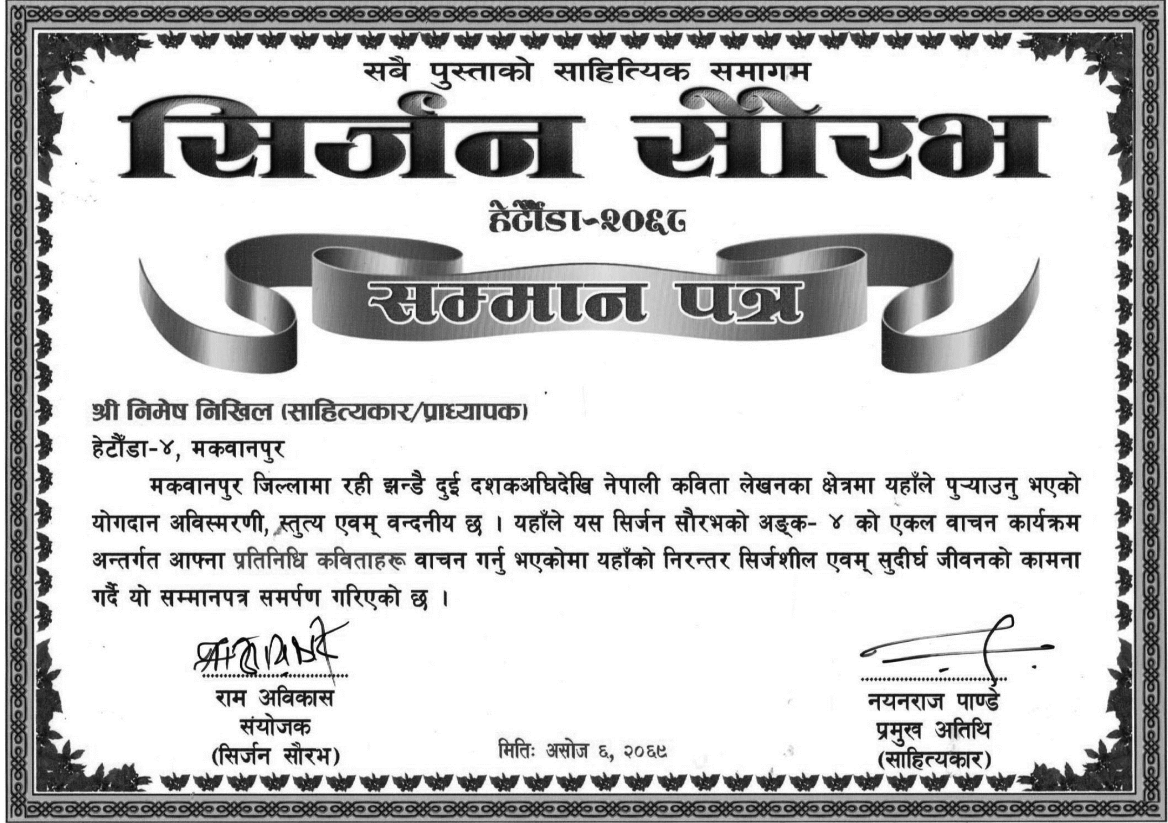 सबै पुस्ताको साहित्यिक समागम
सिर्जन सौरभ
हेटौंडा-२०६८
सम्मान पत्र
श्री निमेष निखिल (साहित्यकार/प्राध्यापक)
हेटौँडा-४, मकवानपुर
मकवानपुर जिल्लामा रही झन्डै दुई दशकअघिदेखि नेपाली कविता लेखनका क्षेत्रमा यहाँले पुऱ्याउनु भएको
योगदान अविस्मरणी, स्तुत्य एवम् वन्दनीय छ । यहाँले यस सिर्जन सौरभको अङ्क- ४ को एकल वाचन कार्यक्रम
अन्तर्गत आफ्ना प्रतिनिधि कविताहरू वाचन गर्नु भएकोमा यहाँको निरन्तर सिर्जशील एवम् सुदीर्घ जीवनको कामना
गर्दै यो सम्मानपत्र समर्पण गरिएको छ ।
राम अविकास
संयोजक
(सिर्जन सौरभ)
मितिः असोज ६, २०६९
नयनराज पाण्डे
प्रमुख अतिथि
(साहित्यकार)